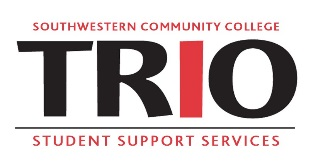 SOUTHWESTERN COMMUNITY COLLEGE
TRIO
STUDENT SUPPORT SERVICES